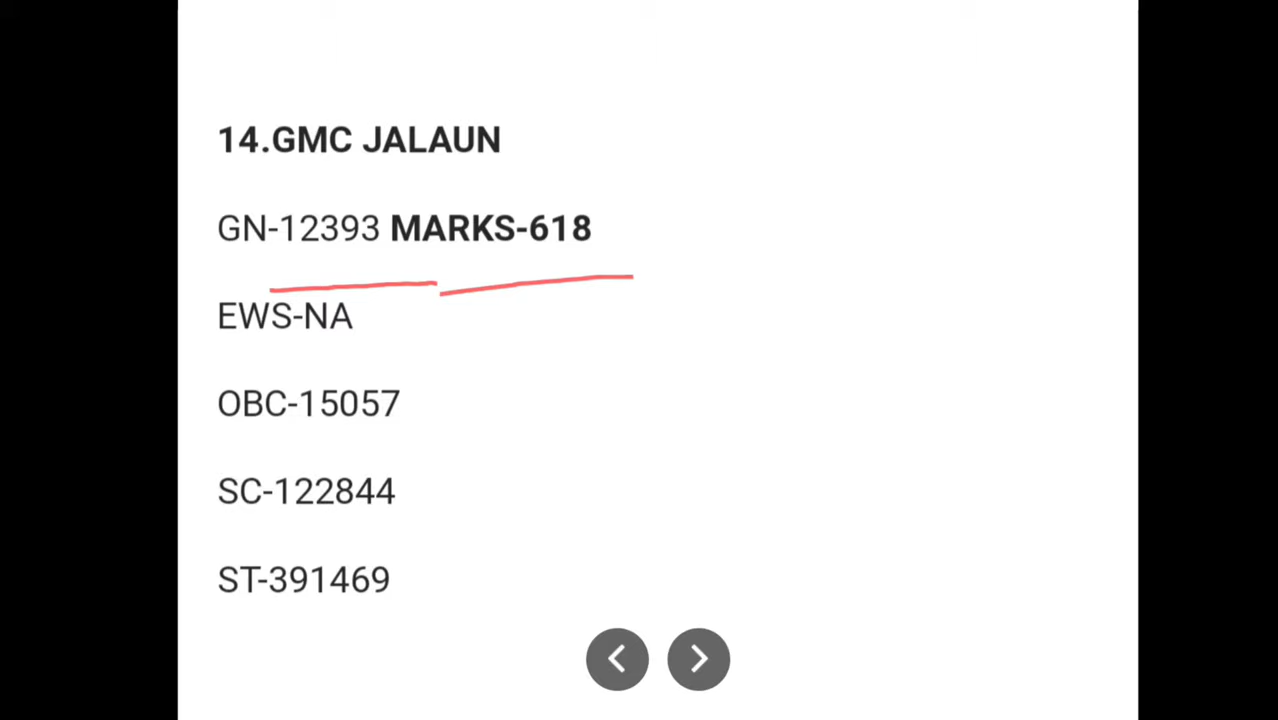 14.GMC JALAUN
GN-12393 MARKS-618
EWS-NA
OBC-15057
SC-122844
ST-391469